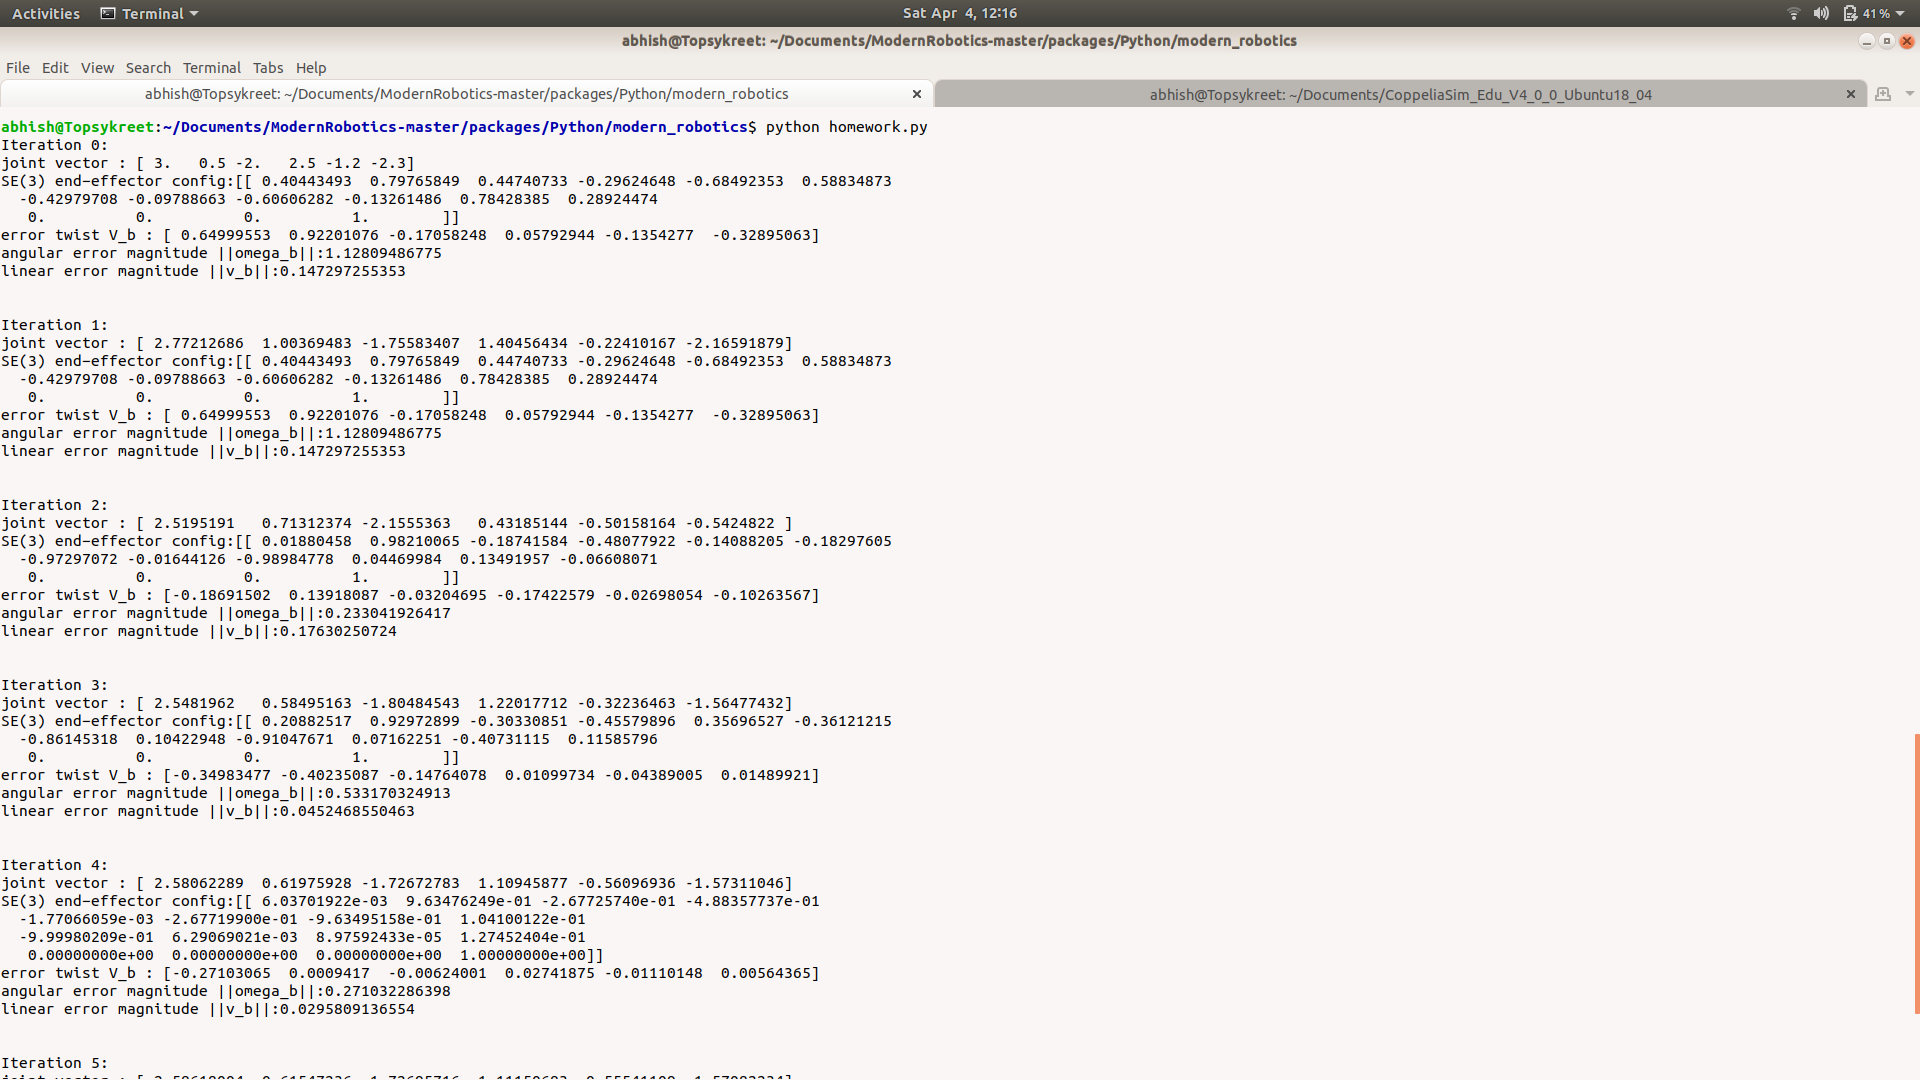 Activities Terminal Sat Apr 4, 12:16 41%
abhish@Topsykreet: ~/Documents/ModernRobotics-master/packages/Python/modern_robotics
File Edit View Search Terminal Tabs Help
abhish@Topsykreet: ~/Documents/ModernRobotics-master/packages/Python/modern_robotics abhish@Topsykreet: ~/Documents/CoppeliaSim_Edu_V4_0_0_Ubuntu18_04
abhish@Topsykreet:~/Documents/ModernRobotics-master/packages/Python/modern_robotics$ python homework.py
Iteration 0:
joint vector : [ 3.   0.5 -2.   2.5 -1.2 -2.3]
SE(3) end-effector config:[[ 0.40443493  0.79765849  0.44740733 -0.29624648 -0.68492353  0.58834873
  -0.42979708 -0.09788663 -0.60606282 -0.13261486  0.78428385  0.28924474
   0.          0.          0.          1.        ]]
error twist V_b : [ 0.64999553  0.92201076 -0.17058248  0.05792944 -0.1354277  -0.32895063]
angular error magnitude ||omega_b||:1.12809486775
linear error magnitude ||v_b||:0.147297255353
Iteration 1:
joint vector : [ 2.77212686  1.00369483 -1.75583407  1.40456434 -0.22410167 -2.16591879]
SE(3) end-effector config:[[ 0.40443493  0.79765849  0.44740733 -0.29624648 -0.68492353  0.58834873
  -0.42979708 -0.09788663 -0.60606282 -0.13261486  0.78428385  0.28924474
   0.          0.          0.          1.        ]]
error twist V_b : [ 0.64999553  0.92201076 -0.17058248  0.05792944 -0.1354277  -0.32895063]
angular error magnitude ||omega_b||:1.12809486775
linear error magnitude ||v_b||:0.147297255353
Iteration 2:
joint vector : [ 2.5195191   0.71312374 -2.1555363   0.43185144 -0.50158164 -0.5424822 ]
SE(3) end-effector config:[[ 0.01880458  0.98210065 -0.18741584 -0.48077922 -0.14088205 -0.18297605
  -0.97297072 -0.01644126 -0.98984778  0.04469984  0.13491957 -0.06608071
   0.          0.          0.          1.        ]]
error twist V_b : [-0.18691502  0.13918087 -0.03204695 -0.17422579 -0.02698054 -0.10263567]
angular error magnitude ||omega_b||:0.233041926417
linear error magnitude ||v_b||:0.17630250724
Iteration 3:
joint vector : [ 2.5481962   0.58495163 -1.80484543  1.22017712 -0.32236463 -1.56477432]
SE(3) end-effector config:[[ 0.20882517  0.92972899 -0.30330851 -0.45579896  0.35696527 -0.36121215
  -0.86145318  0.10422948 -0.91047671  0.07162251 -0.40731115  0.11585796
   0.          0.          0.          1.        ]]
error twist V_b : [-0.34983477 -0.40235087 -0.14764078  0.01099734 -0.04389005  0.01489921]
angular error magnitude ||omega_b||:0.533170324913
linear error magnitude ||v_b||:0.0452468550463
Iteration 4:
joint vector : [ 2.58062289  0.61975928 -1.72672783  1.10945877 -0.56096936 -1.57311046]
SE(3) end-effector config:[[ 6.03701922e-03  9.63476249e-01 -2.67725740e-01 -4.88357737e-01
  -1.77066059e-03 -2.67719900e-01 -9.63495158e-01  1.04100122e-01
  -9.99980209e-01  6.29069021e-03  8.97592433e-05  1.27452404e-01
   0.00000000e+00  0.00000000e+00  0.00000000e+00  1.00000000e+00]]
error twist V_b : [-0.27103065  0.0009417  -0.00624001  0.02741875 -0.01110148  0.00564365]
angular error magnitude ||omega_b||:0.271032286398
linear error magnitude ||v_b||:0.0295809136554
Iteration 5: